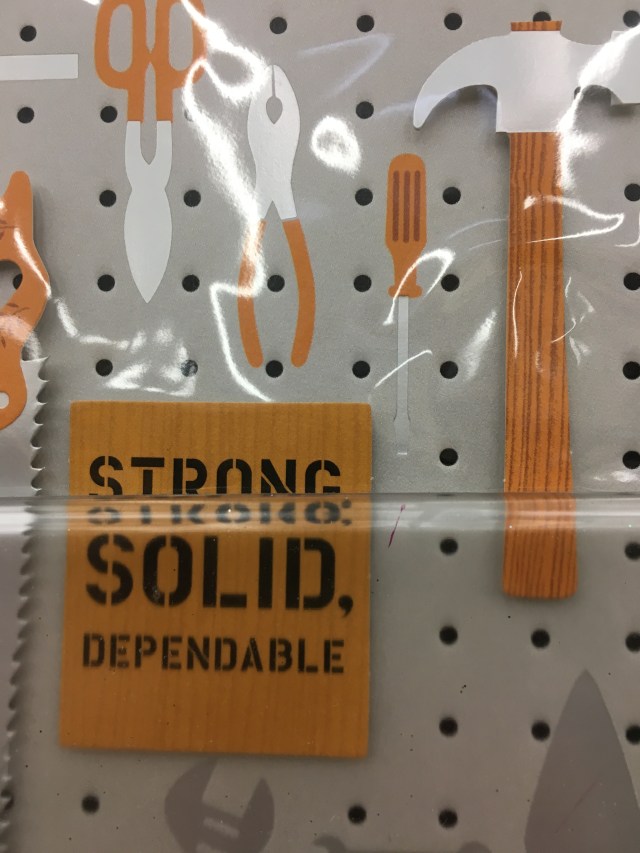 STRONG,
SOLID,
DEPENDABLE